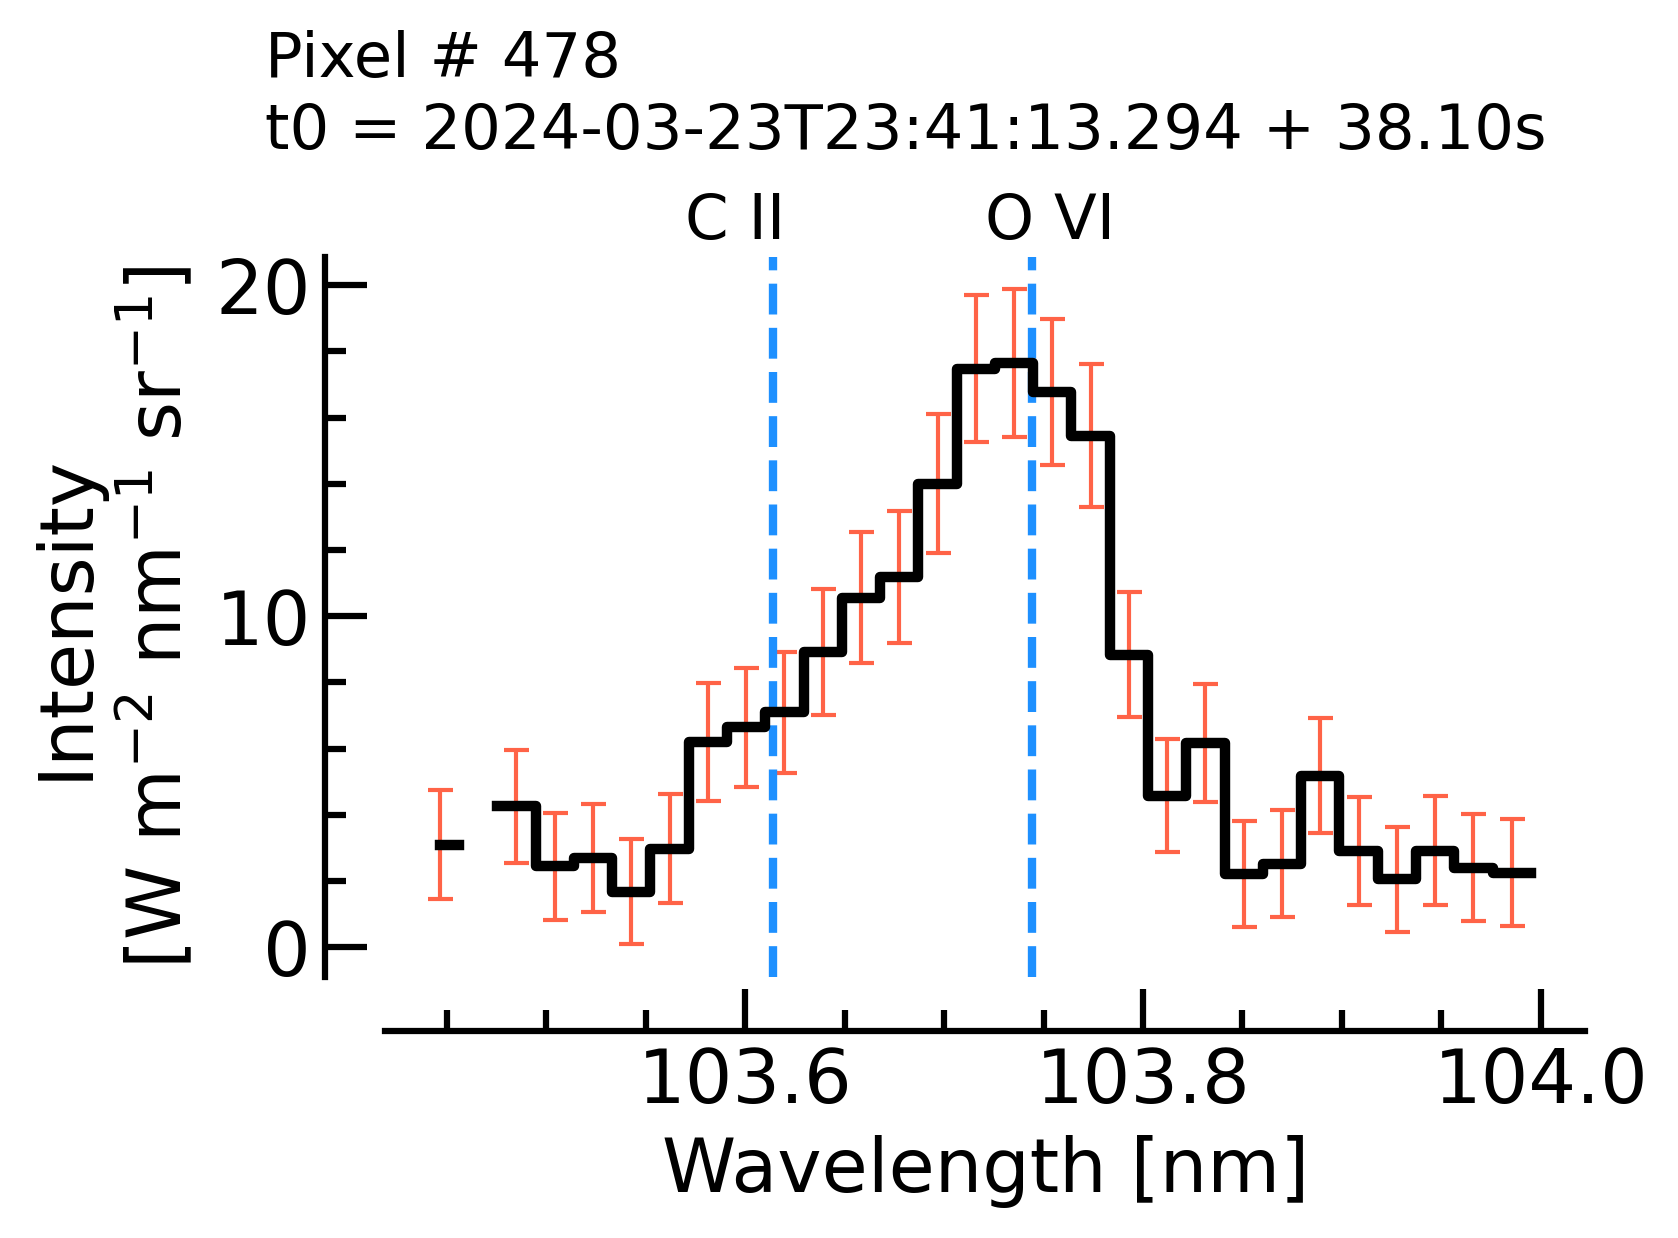 Pixel # 478
t0 = 2024-03-23T23:41:13.294 + 38.10s
C II
O VI
Intensity
[W m⁻² nm⁻¹ sr⁻¹]
20
10
0
103.6
103.8
104.0
Wavelength [nm]